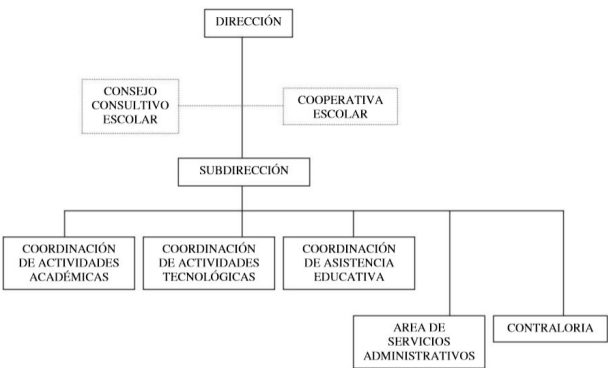 DIRECCIÓN
CONSEJO
CONSULTIVO
ESCOLAR
COOPERATIVA
ESCOLAR
SUBDIRECCIÓN
COORDINACIÓN
DE ACTIVIDADES
ACADÉMICAS
COORDINACIÓN
DE ACTIVIDADES
TECNOLÓGICAS
COORDINACIÓN
DE ASISTENCIA
EDUCATIVA
AREA DE
SERVICIOS
ADMINISTRATIVOS
CONTRALORIA